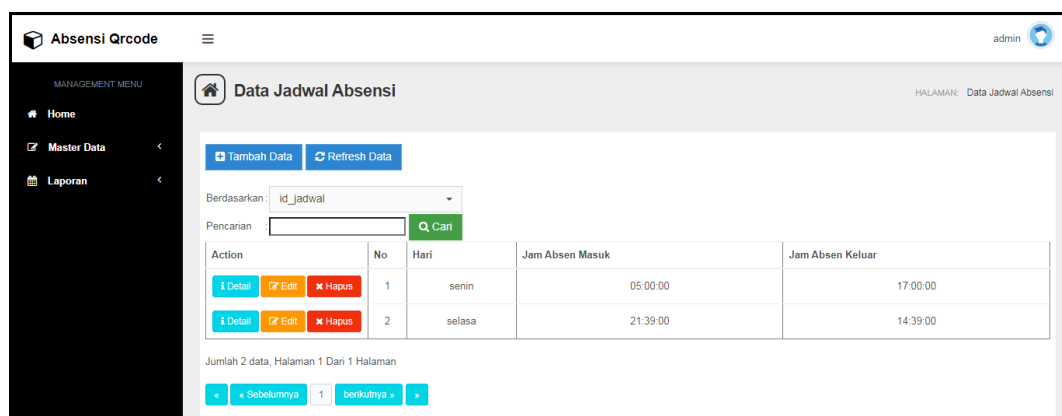 Absensi Qrcode
admin
MANAGEMENT MENU
Home
Master Data
Laporan
Data Jadwal Absensi
HALAMAN: Data Jadwal Absensi
Tambah Data Refresh Data
Berdasarkan : id_jadwal
Pencarian : Cari
Action No Hari Jam Absen Masuk Jam Absen Keluar
Detail Edit Hapus 1 senin 05:00:00 17:00:00
Detail Edit Hapus 2 selasa 21:39:00 14:39:00
Jumlah 2 data, Halaman 1 Dari 1 Halaman
« « Sebelumnya 1 berikutnya » »